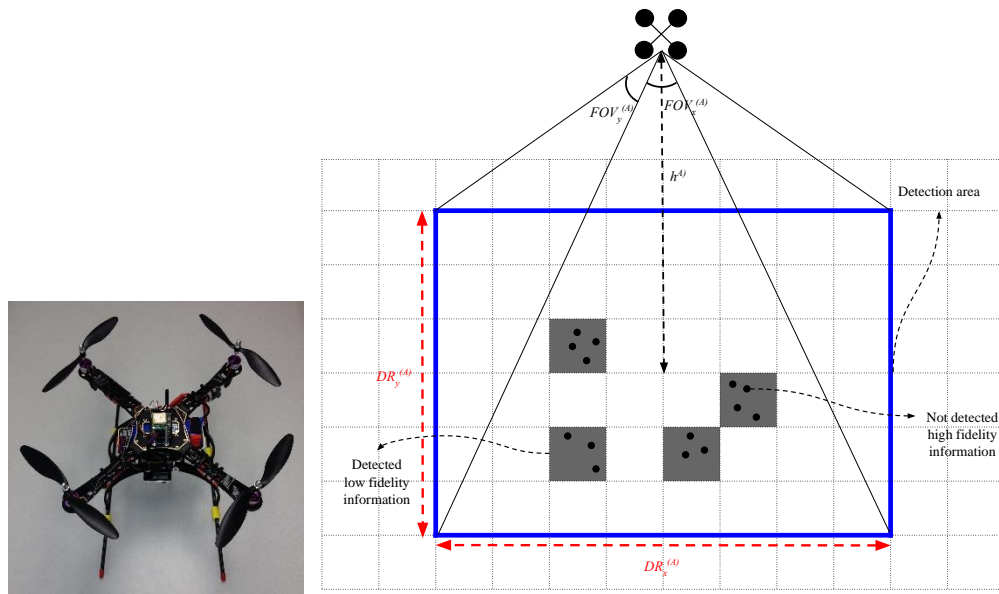 FOV_y^(A)
FOV_x^(A)
h^A)
Detection area
DR_y^(A)
Not detected
high fidelity
information
Detected
low fidelity
information
DR_x^(A)